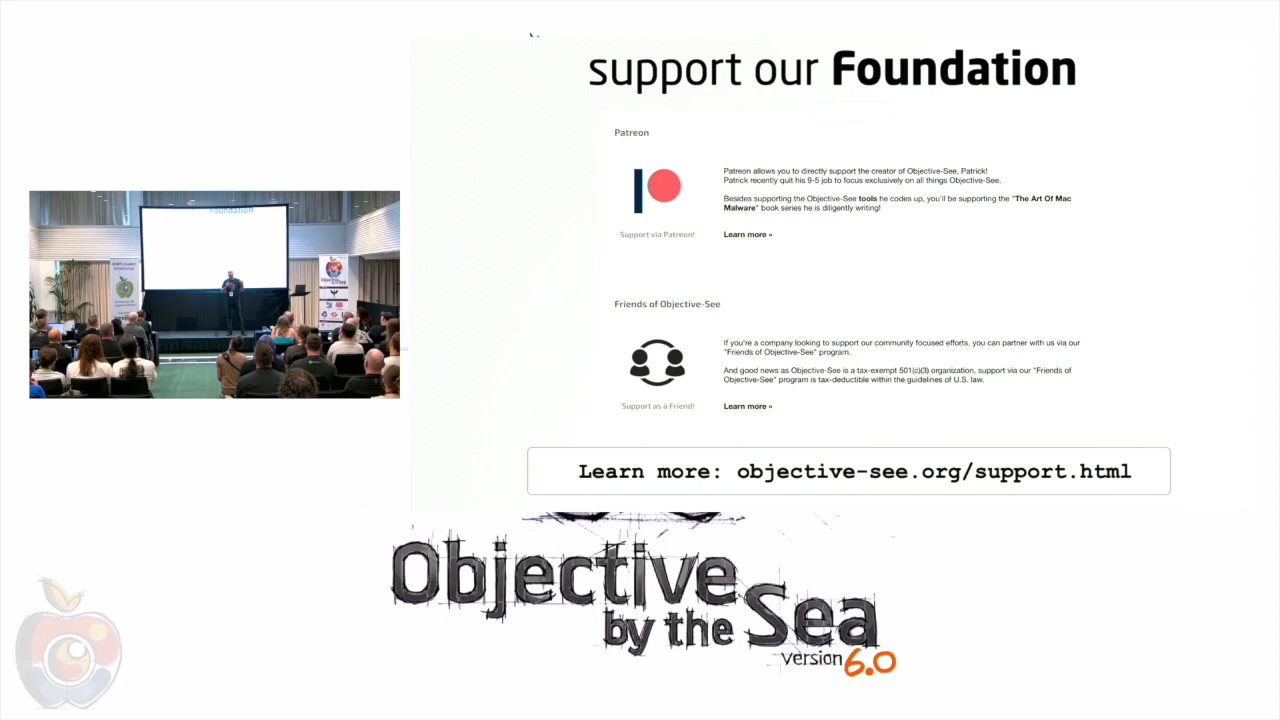 support our Foundation
Patreon
Patreon allows you to directly support the creator of Objective-See, Patrick!
Patrick recently quit his 9-5 job to focus exclusively on all things Objective-See.
Besides supporting the Objective-See tools he codes up, you'll be supporting the "The Art Of Mac
Malware" book series he is diligently writing!
Support via Patreon!
Learn more »
Friends of Objective-See
If you're a company looking to support our community focused efforts, you can partner with us via our
"Friends of Objective-See" program.
And good news as Objective-See is a tax-exempt 501(c)(3) organization, support via our "Friends of
Objective-See" program is tax-deductible within the guidelines of U.S. law.
Support as a Friend!
Learn more »
Learn more: objective-see.org/support.html
Foundation
Objective
by the Sea
version 6.0